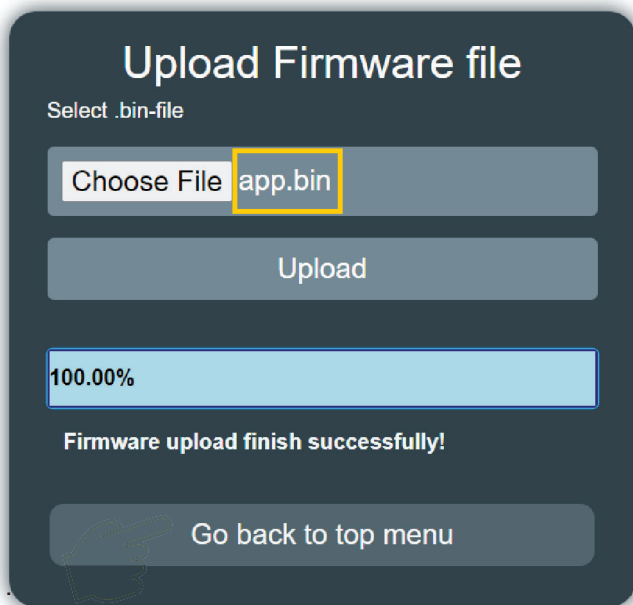 Upload Firmware file
Select .bin-file
Choose File app.bin
Upload
100.00%
Firmware upload finish successfully!
Go back to top menu
.